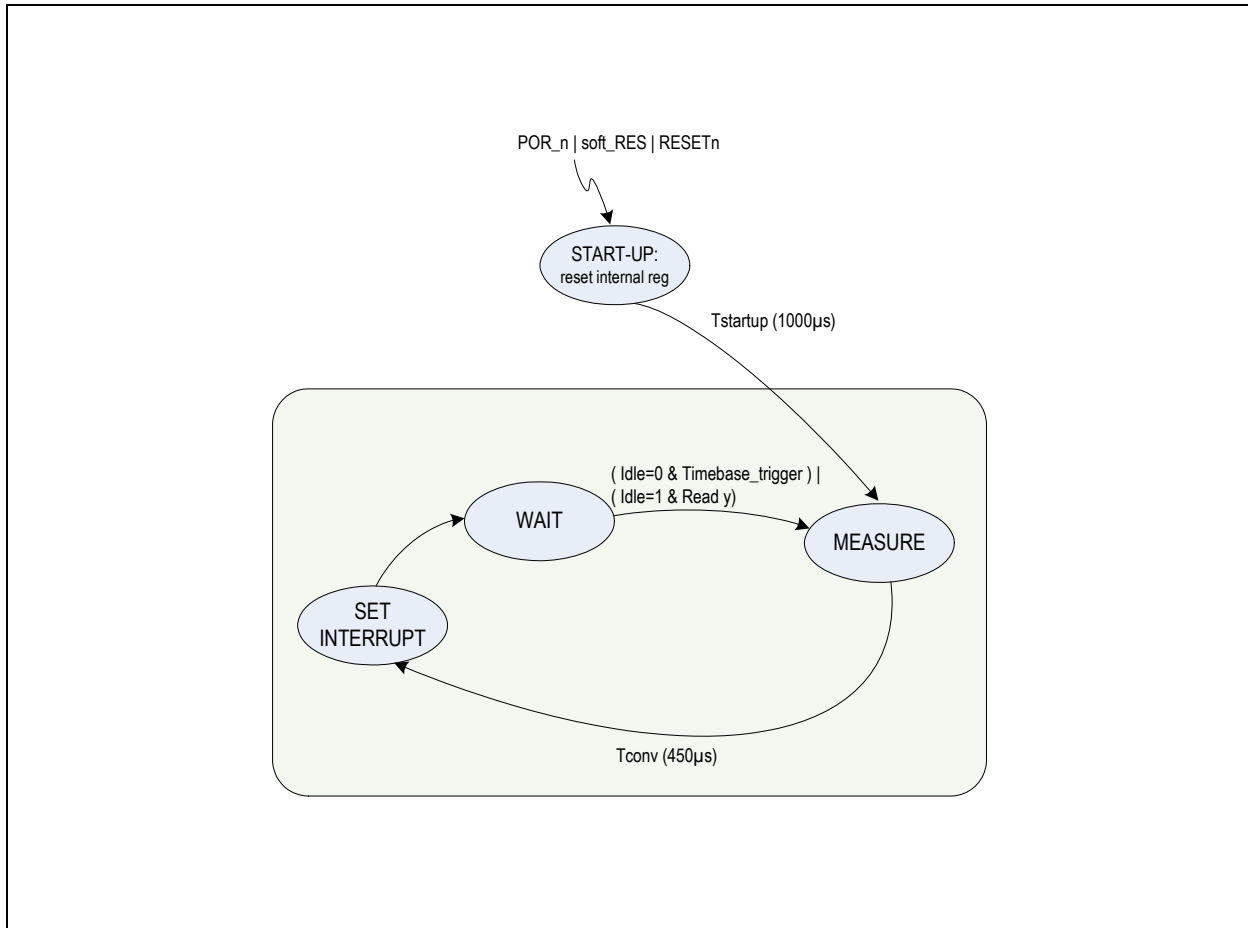 POR_n | soft_RES | RESETn
START-UP:
reset internal reg
Tstartup (1000µs)
( Idle=0 & Timebase_trigger ) |
( Idle=1 & Read y)
WAIT
MEASURE
SET
INTERRUPT
Tconv (450µs)